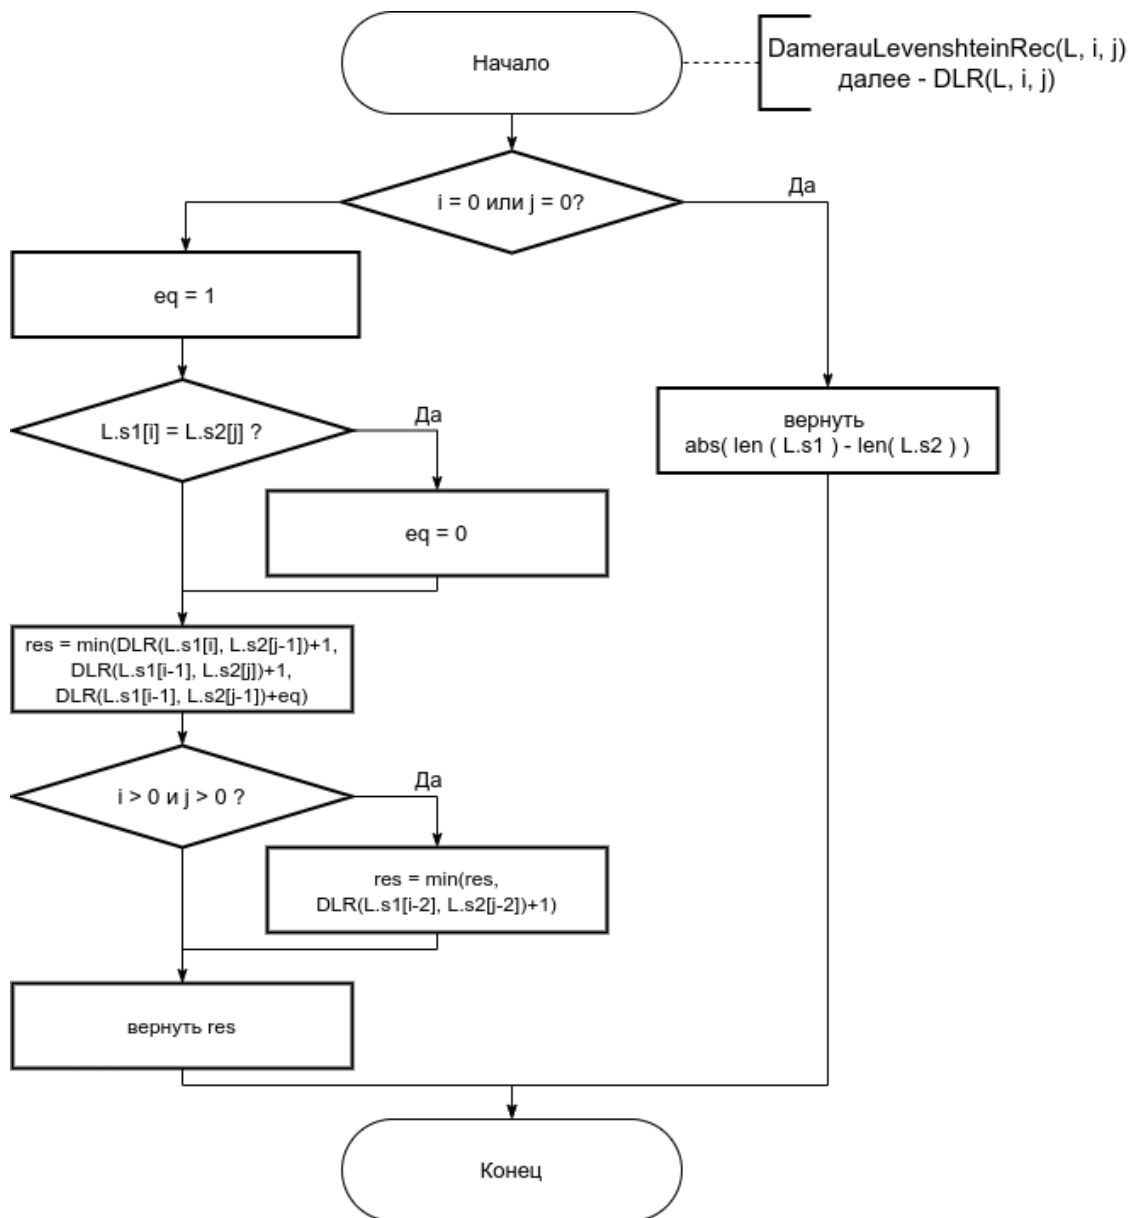 Начало
DamerauLevenshteinRec(L, i, j)
далее - DLR(L, i, j)
i = 0 или j = 0?
Да
eq = 1
L.s1[i] = L.s2[j] ?
Да
вернуть
abs( len ( L.s1 ) - len( L.s2 ) )
eq = 0
res = min(DLR(L.s1[i], L.s2[j-1])+1,
DLR(L.s1[i-1], L.s2[j])+1,
DLR(L.s1[i-1], L.s2[j-1])+eq)
i > 0 и j > 0 ?
Да
res = min(res,
DLR(L.s1[i-2], L.s2[j-2])+1)
вернуть res
Конец